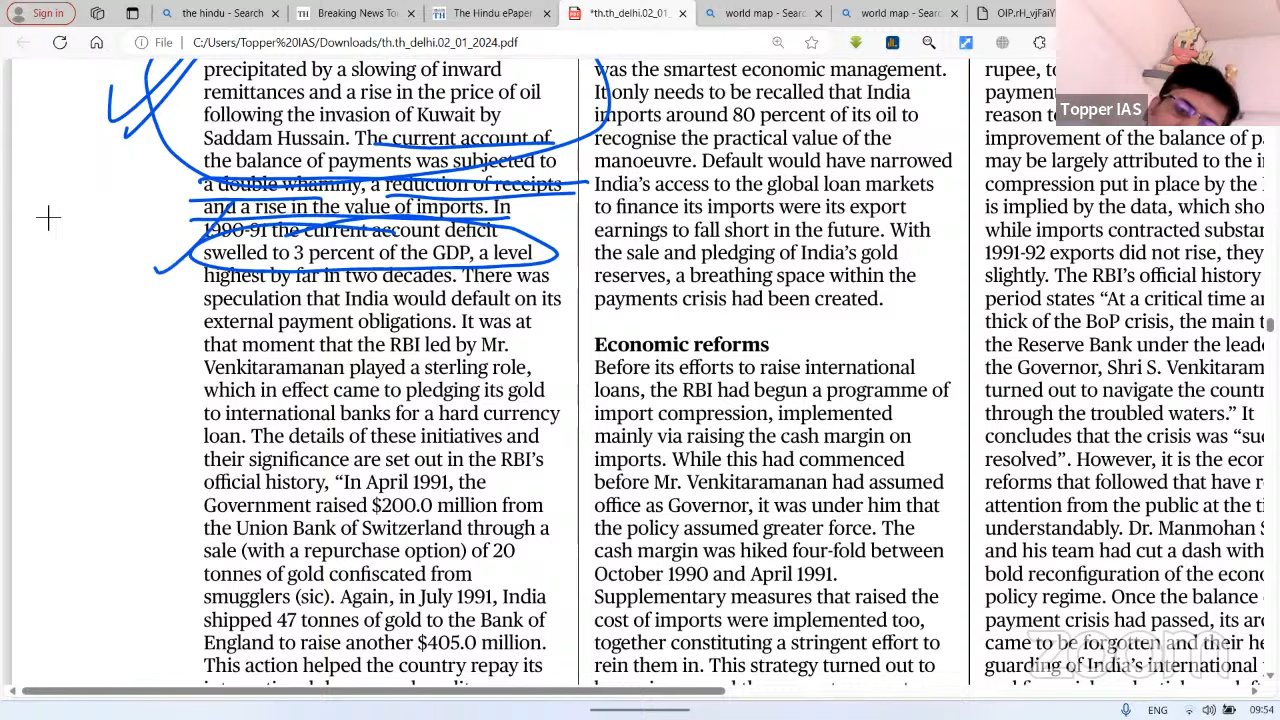 Sign in
the hindu - Search
Breaking News To
The Hindu ePaper
*th.th_delhi.02_01
world map - Searc
world map - Searc
OIP.rH_vjFaiY
File
C:/Users/Topper%20IAS/Downloads/th.th_delhi.02_01_2024.pdf
Topper IAS
precipitated by a slowing of inward
remittances and a rise in the price of oil
following the invasion of Kuwait by
Saddam Hussain. The current account of
the balance of payments was subjected to
a double whammy, a reduction of receipts
and a rise in the value of imports. In
1990-91 the current account deficit
swelled to 3 percent of the GDP, a level
highest by far in two decades. There was
speculation that India would default on its
external payment obligations. It was at
that moment that the RBI led by Mr.
Venkitaramanan played a sterling role,
which in effect came to pledging its gold
to international banks for a hard currency
loan. The details of these initiatives and
their significance are set out in the RBI’s
official history, “In April 1991, the
Government raised $200.0 million from
the Union Bank of Switzerland through a
sale (with a repurchase option) of 20
tonnes of gold confiscated from
smugglers (sic). Again, in July 1991, India
shipped 47 tonnes of gold to the Bank of
England to raise another $405.0 million.
This action helped the country repay its
was the smartest economic management.
It only needs to be recalled that India
imports around 80 percent of its oil to
recognise the practical value of the
manoeuvre. Default would have narrowed
India’s access to the global loan markets
to finance its imports were its export
earnings to fall short in the future. With
the sale and pledging of India’s gold
reserves, a breathing space within the
payments crisis had been created.
Economic reforms
Before its efforts to raise international
loans, the RBI had begun a programme of
import compression, implemented
mainly via raising the cash margin on
imports. While this had commenced
before Mr. Venkitaramanan had assumed
office as Governor, it was under him that
the policy assumed greater force. The
cash margin was hiked four-fold between
October 1990 and April 1991.
Supplementary measures that raised the
cost of imports were implemented too,
together constituting a stringent effort to
rein them in. This strategy turned out to
rupee, to
payment
reason to
improvement of the balance of pa
may be largely attributed to the i
compression put in place by the
is implied by the data, which sho
while imports contracted substan
1991-92 exports did not rise, they
slightly. The RBI’s official history
period states “At a critical time an
thick of the BoP crisis, the main t
the Reserve Bank under the leade
the Governor, Shri S. Venkitaram
turned out to navigate the countr
through the troubled waters.” It
concludes that the crisis was “suc
resolved”. However, it is the econ
reforms that followed that have r
attention from the public at the ti
understandably. Dr. Manmohan S
and his team had cut a dash with
bold reconfiguration of the econo
policy regime. Once the balance
payment crisis had passed, its arc
came to be forgotten and their he
guarding of India’s international
zoom
ENG
09:54